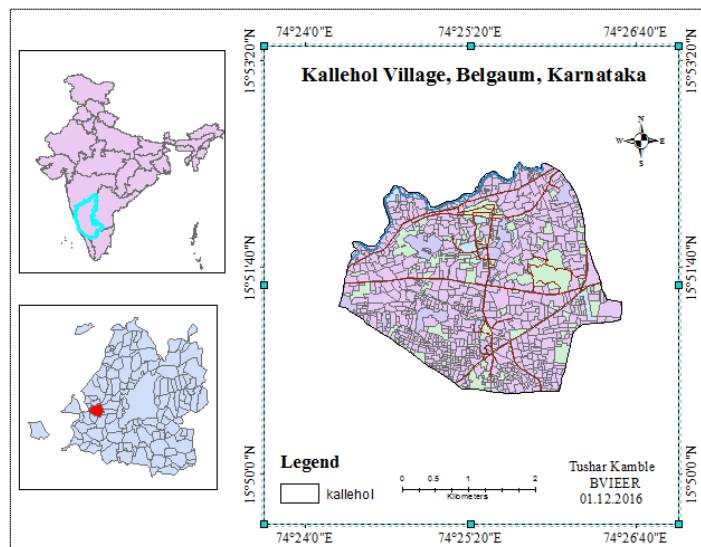 74°24'0"E 74°25'20"E 74°26'40"E
15°53'20"N 15°53'20"N
Kallehol Village, Belgaum, Karnataka
N
W E
S
15°51'40"N 15°51'40"N
15°50'0"N 15°50'0"N
Legend
kallehol
0 0.5 1 2
Kilometers
Tushar Kamble
BVIEER
01.12.2016
74°24'0"E 74°25'20"E 74°26'40"E